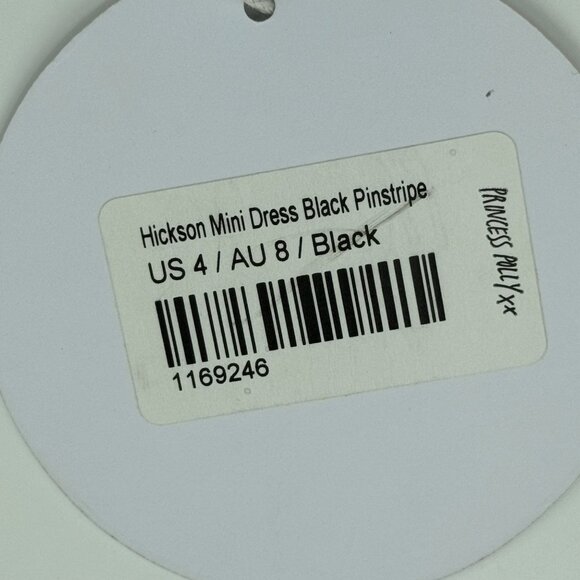 Hickson Mini Dress Black Pinstripe
US 4 / AU 8 / Black
1169246
PRINCESS POLLY xx